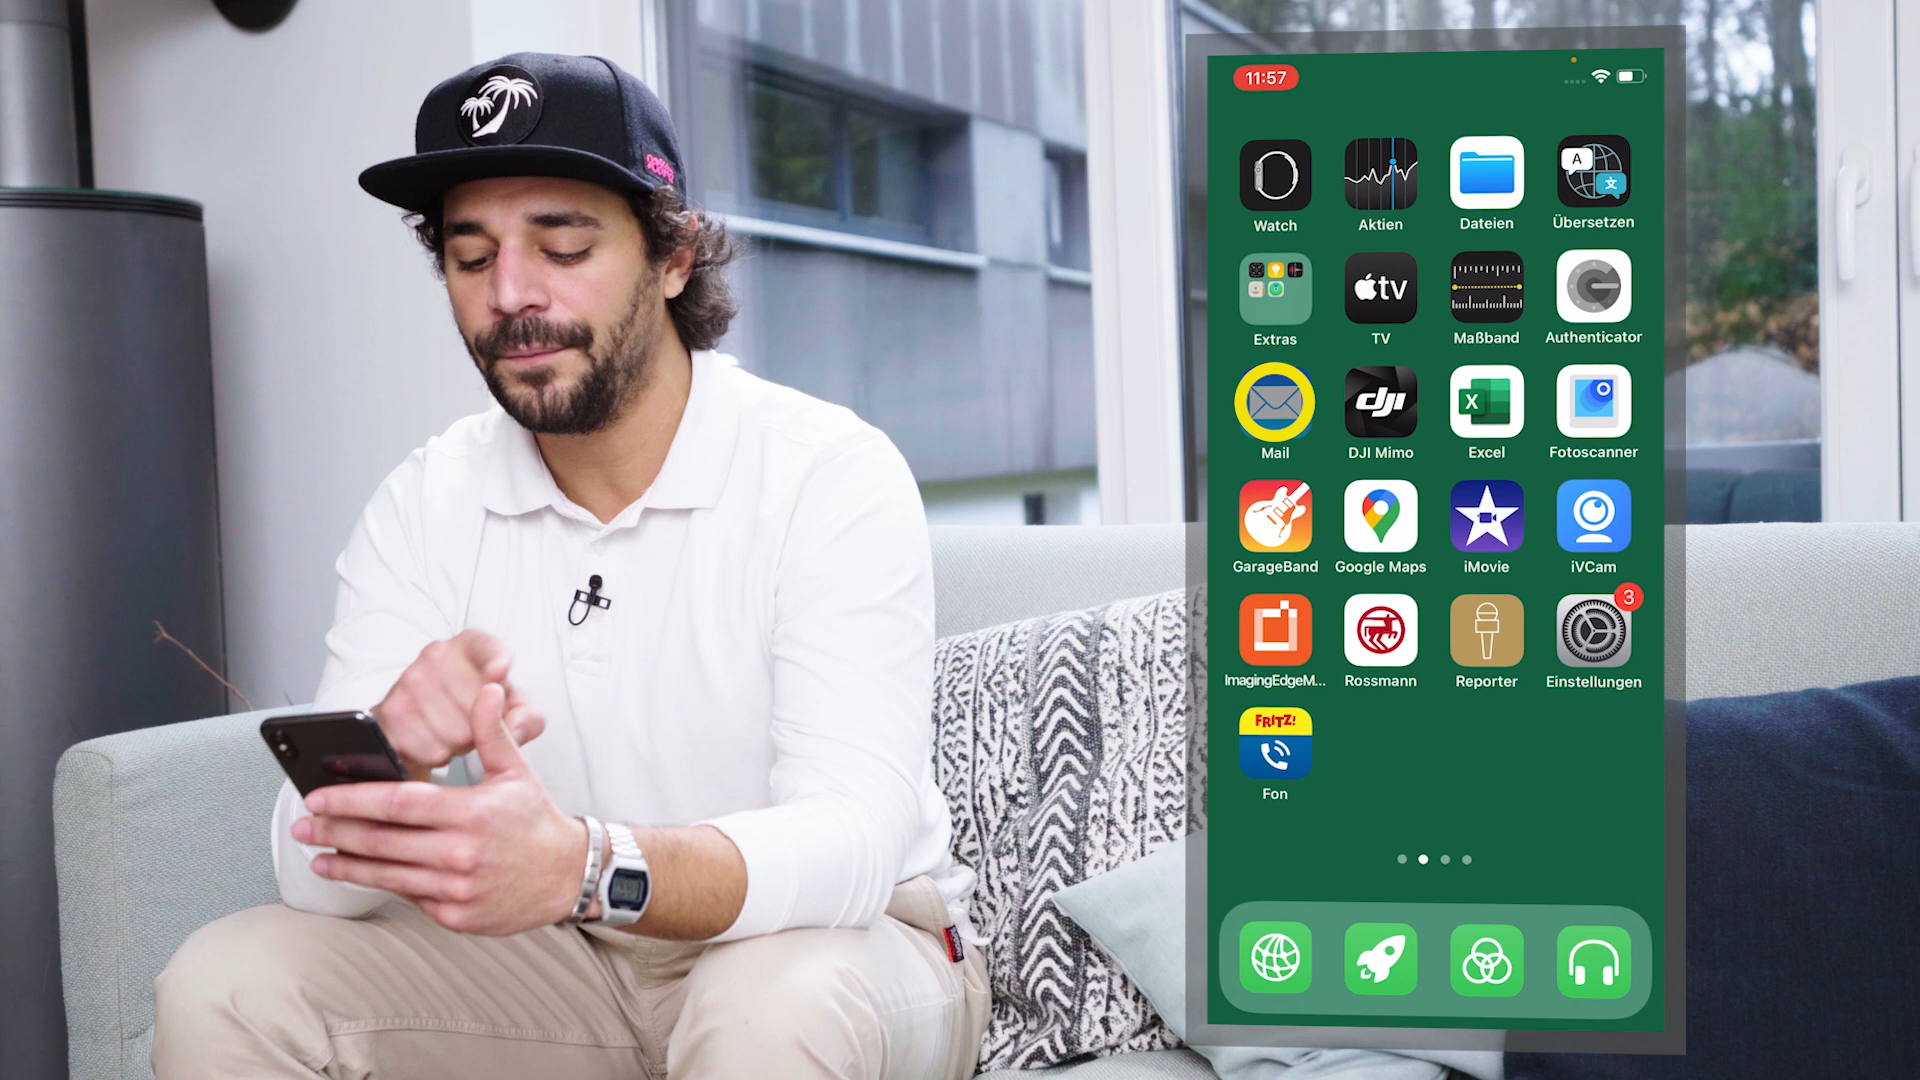 11:57
Watch
Aktien
Dateien
A
文
Übersetzen
Extras
tv
TV
Maßband
Authenticator
Mail
dji
DJI Mimo
X
Excel
Fotoscanner
GarageBand
Google Maps
iMovie
iVCam
3
ImagingEdgeM...
Rossmann
Reporter
Einstellungen
FRITZ!
Fon